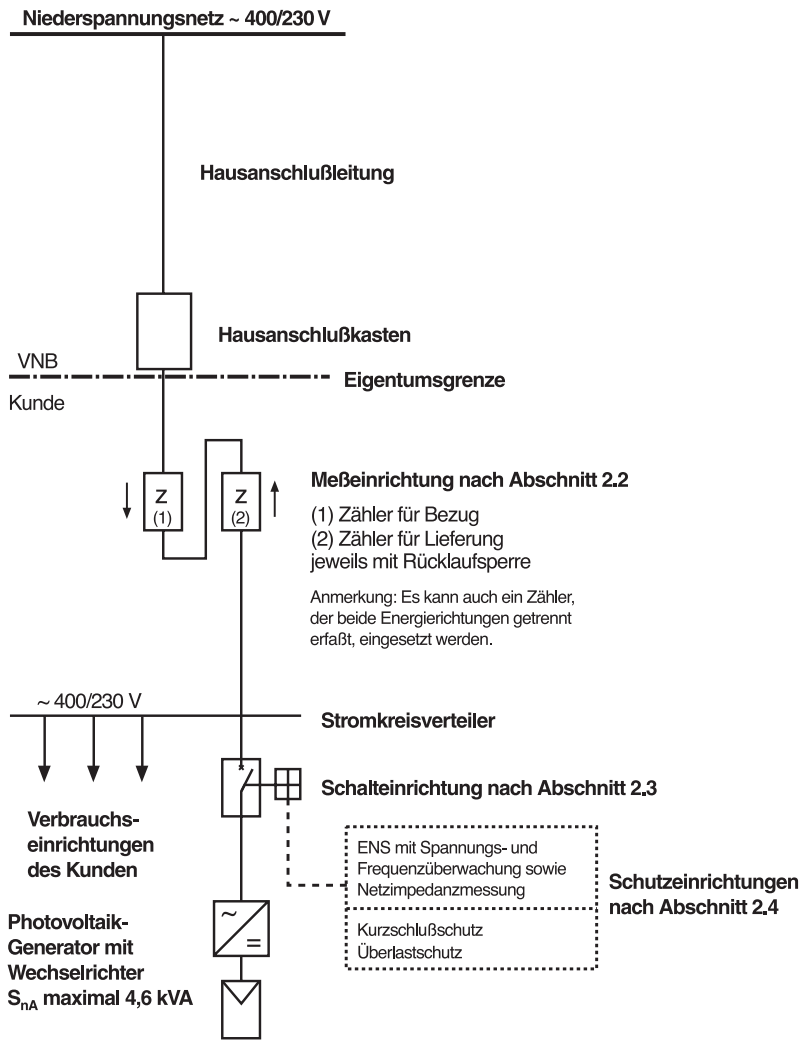 Niederspannungsnetz ~ 400/230 V
Hausanschlußleitung
Hausanschlußkasten
VNB
Eigentumsgrenze
Kunde
Z
(1)
Z
(2)
Meßeinrichtung nach Abschnitt 2.2
(1) Zähler für Bezug
(2) Zähler für Lieferung
jeweils mit Rücklaufsperre
Anmerkung: Es kann auch ein Zähler,
der beide Energierichtungen getrennt
erfaßt, eingesetzt werden.
~ 400/230 V
Stromkreisverteiler
Schalteinrichtung nach Abschnitt 2.3
Verbrauchs-
einrichtungen
des Kunden
ENS mit Spannungs- und
Frequenzüberwachung sowie
Netzimpedanzmessung
Schutzeinrichtungen
nach Abschnitt 2.4
Kurzschlußschutz
Überlastschutz
Photovoltaik-
Generator mit
Wechselrichter
SnA maximal 4,6 kVA
~
=